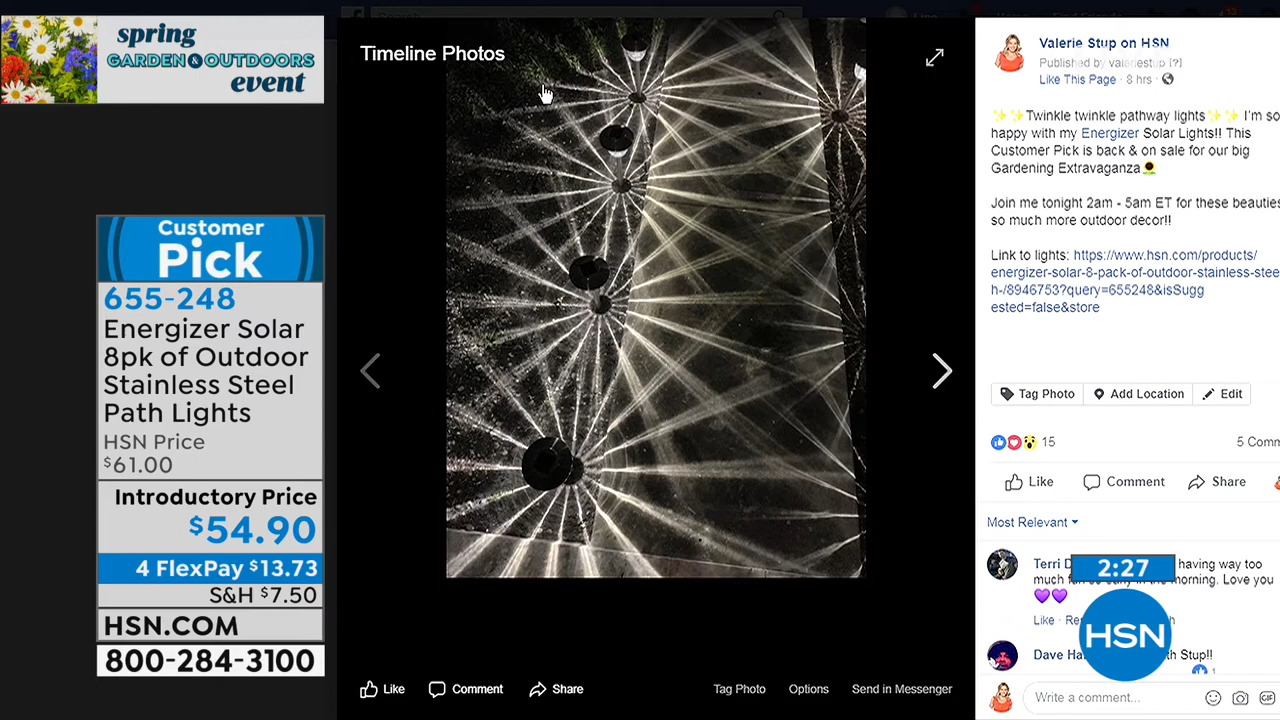 spring
GARDEN & OUTDOORS
event
Customer
Pick
655-248
Energizer Solar
8pk of Outdoor
Stainless Steel
Path Lights
HSN Price
$61.00
Introductory Price
$54.90
4 FlexPay $13.73
S&H $7.50
HSN.COM
800-284-3100
Timeline Photos
Like
Comment
Share
Tag Photo
Options
Send in Messenger
Valerie Stup on HSN
Published by valeriestup [?]
Like This Page · 8 hrs ·
✨✨Twinkle twinkle pathway lights✨✨ I'm so
happy with my Energizer Solar Lights!! This
Customer Pick is back & on sale for our big
Gardening Extravaganza🌻
Join me tonight 2am - 5am ET for these beauties
so much more outdoor decor!!
Link to lights: https://www.hsn.com/products/
energizer-solar-8-pack-of-outdoor-stainless-stee
h-/8946753?query=655248&isSugg
ested=false&store
Tag Photo
Add Location
Edit
15
5 Comm
Like
Comment
Share
Most Relevant
Terri
having way too
much
morning. Love you
💜💜
Like
2:27
HSN
Dave
Stup!!
1
Write a comment...
GIF